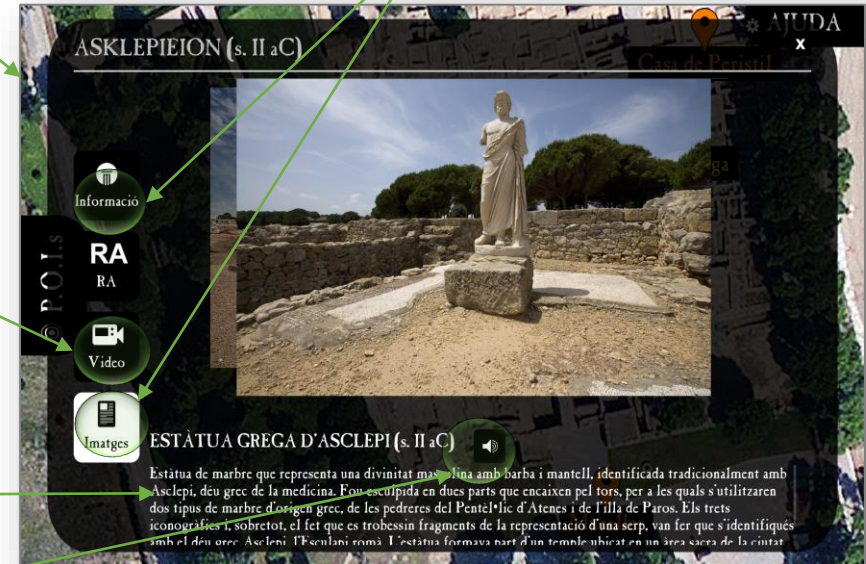 AJUDA
x
ASKLEPIEION (s. II aC)
Casa de Peristil
ga
Informació
P.O.I.s
RA
RA
Video
Imatges
ESTÀTUA GREGA D'ASCLEPI (s. II aC)
Estàtua de marbre que representa una divinitat masculina amb barba i mantell, identificada tradicionalment amb
Asclepi, déu grec de la medicina. Fou esculpida en dues parts que encaixen pel tors, per a les quals s'utilitzaren
dos tipus de marbre d'origen grec, de les pedreres del Pentèl•lic d'Atenes i de l'illa de Paros. Els trets
iconogràfics i, sobretot, el fet que es trobessin fragments de la representació d'una serp, van fer que s'identifiqués
amb el déu grec Asclepi, l'Esculapi romà. L'estàtua formava part d'un temple ubicat en un àrea sacra de la ciutat